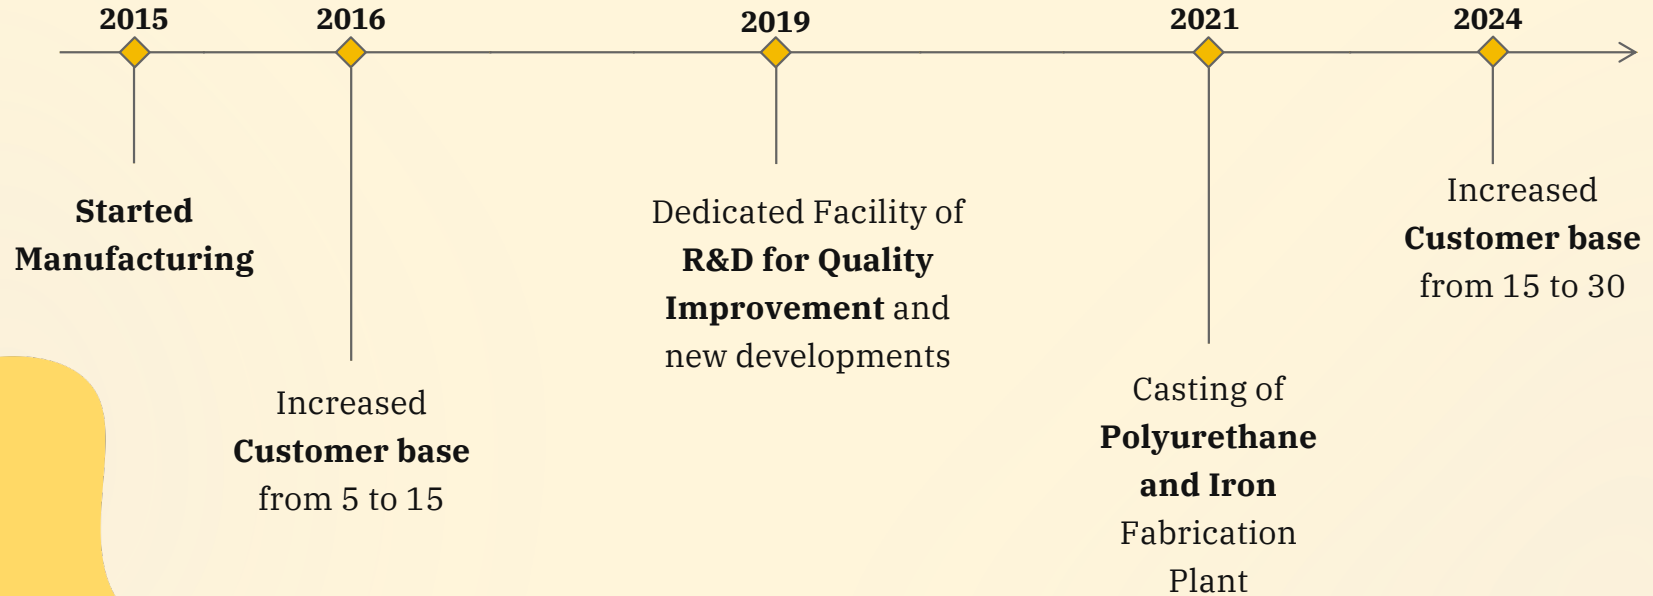 2015
2016
2019
2021
2024
Started
Manufacturing
Increased
Customer base
from 5 to 15
Dedicated Facility of
R&D for Quality
Improvement and
new developments
Casting of
Polyurethane
and Iron
Fabrication
Plant
Increased
Customer base
from 15 to 30